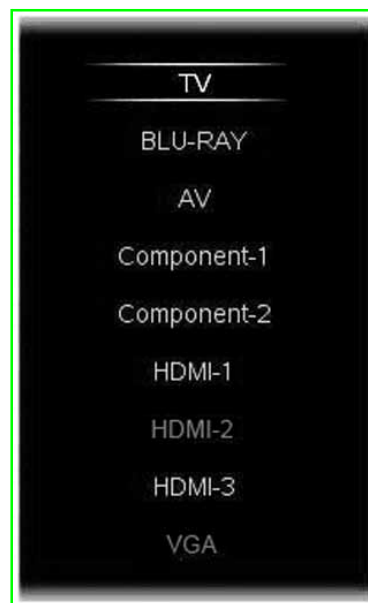 TV
BLU-RAY
AV
Component-1
Component-2
HDMI-1
HDMI-2
HDMI-3
VGA